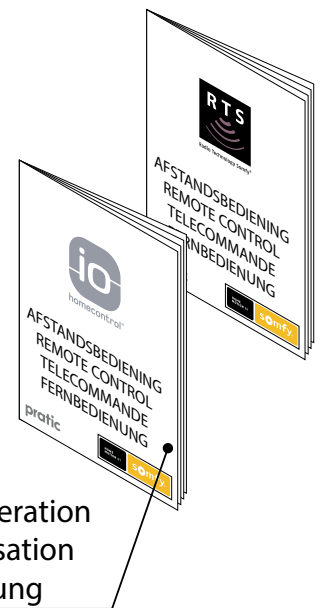 RTS
Radio Technology Somfy®
AFSTANDSBEDIENING
REMOTE CONTROL
TELECOMMANDE
FERNBEDIENUNG
somfy.
io
homecontrol®
AFSTANDSBEDIENING
REMOTE CONTROL
TELECOMMANDE
FERNBEDIENUNG
pratic
somfy.
eration
sation
ung